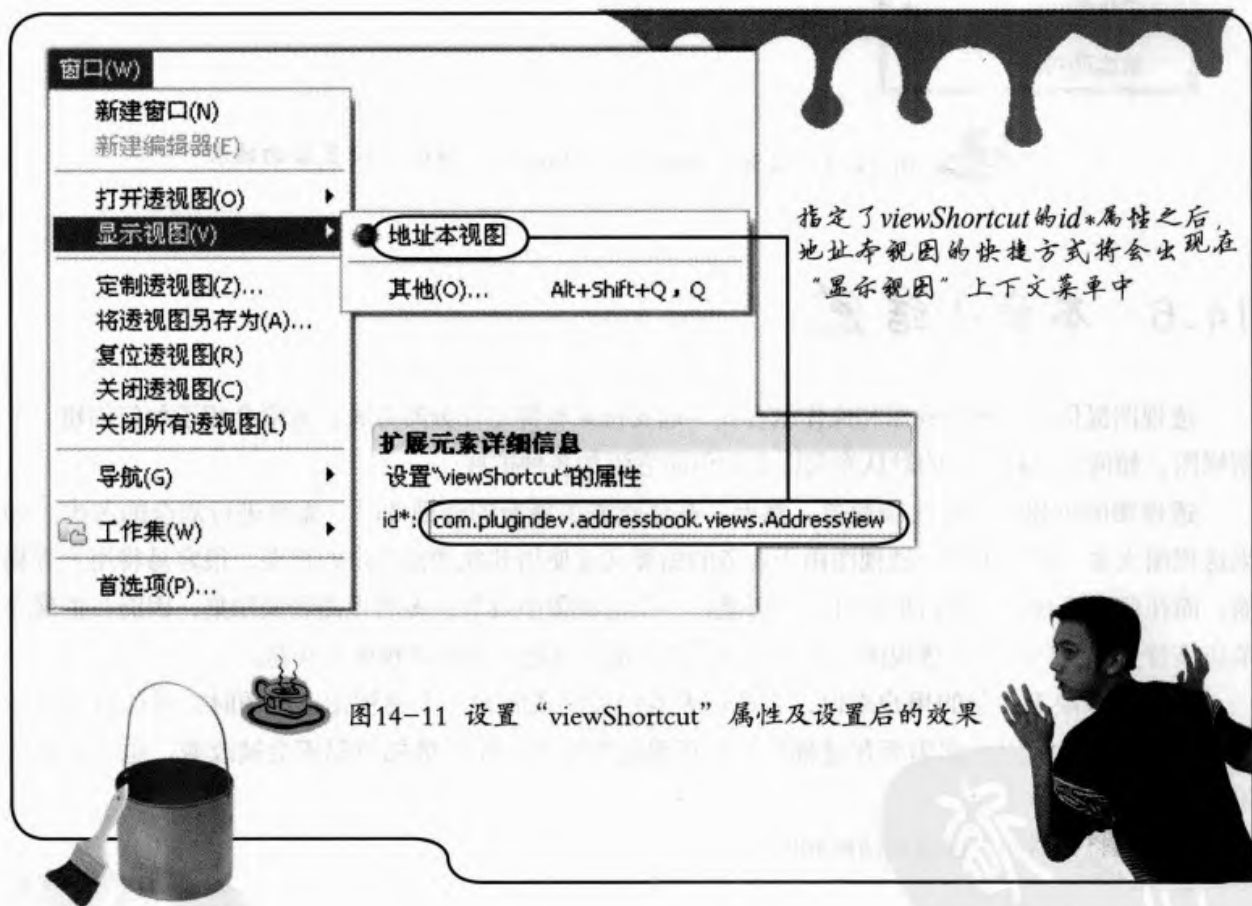 窗口(W)
新建窗口(N)
新建编辑器(E)
打开透视图(O)
显示视图(V)
地址本视图
其他(O)... Alt+Shift+Q，Q
定制透视图(Z)...
将透视图另存为(A)...
复位透视图(R)
关闭透视图(C)
关闭所有透视图(L)
导航(G)
工作集(W)
首选项(P)...
扩展元素详细信息
设置"viewShortcut"的属性
id*: com.plugindev.addressbook.views.AddressView
指定了viewShortcut的id*属性之后，
地址本视图的快捷方式将会出现在
“显示视图”上下文菜单中
图14-11 设置“viewShortcut”属性及设置后的效果